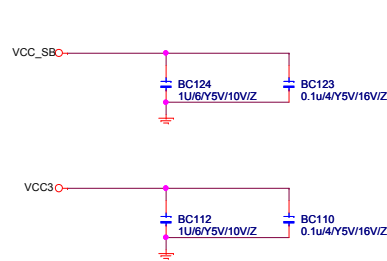 VCC_SB
BC124
1U/6/Y5V/10V/Z
BC123
0.1u/4/Y5V/16V/Z
VCC3
BC112
1U/6/Y5V/10V/Z
BC110
0.1u/4/Y5V/16V/Z